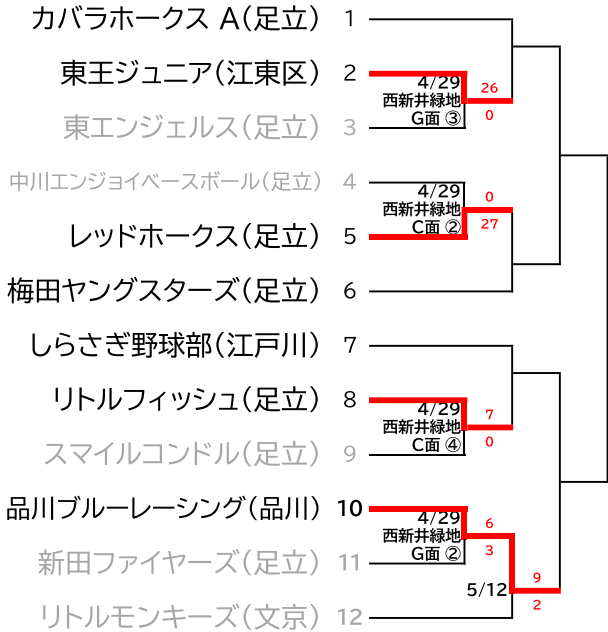 カバラホークス A(足立) 1
東王ジュニア(江東区) 2
4/29
西新井緑地
G面 ③
26
0
東エンジェルス(足立) 3
中川エンジョイベースボール(足立) 4
4/29
西新井緑地
C面 ②
0
27
レッドホークス(足立) 5
梅田ヤングスターズ(足立) 6
しらさぎ野球部(江戸川) 7
リトルフィッシュ(足立) 8
4/29
西新井緑地
C面 ④
7
0
スマイルコンドル(足立) 9
品川ブルーレーシング(品川) 10
4/29
西新井緑地
G面 ②
6
3
新田ファイヤーズ(足立) 11
5/12
9
2
リトルモンキーズ(文京) 12